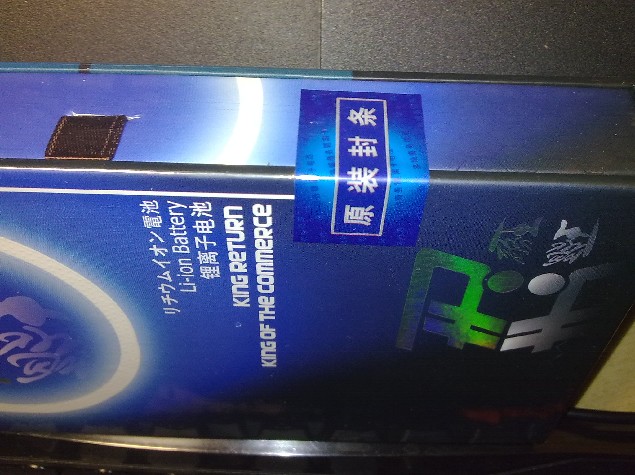 原装封条
リチウムイオン電池
Li-ion Battery
锂离子电池
KING RETURN
KING OF THE COMMERCE